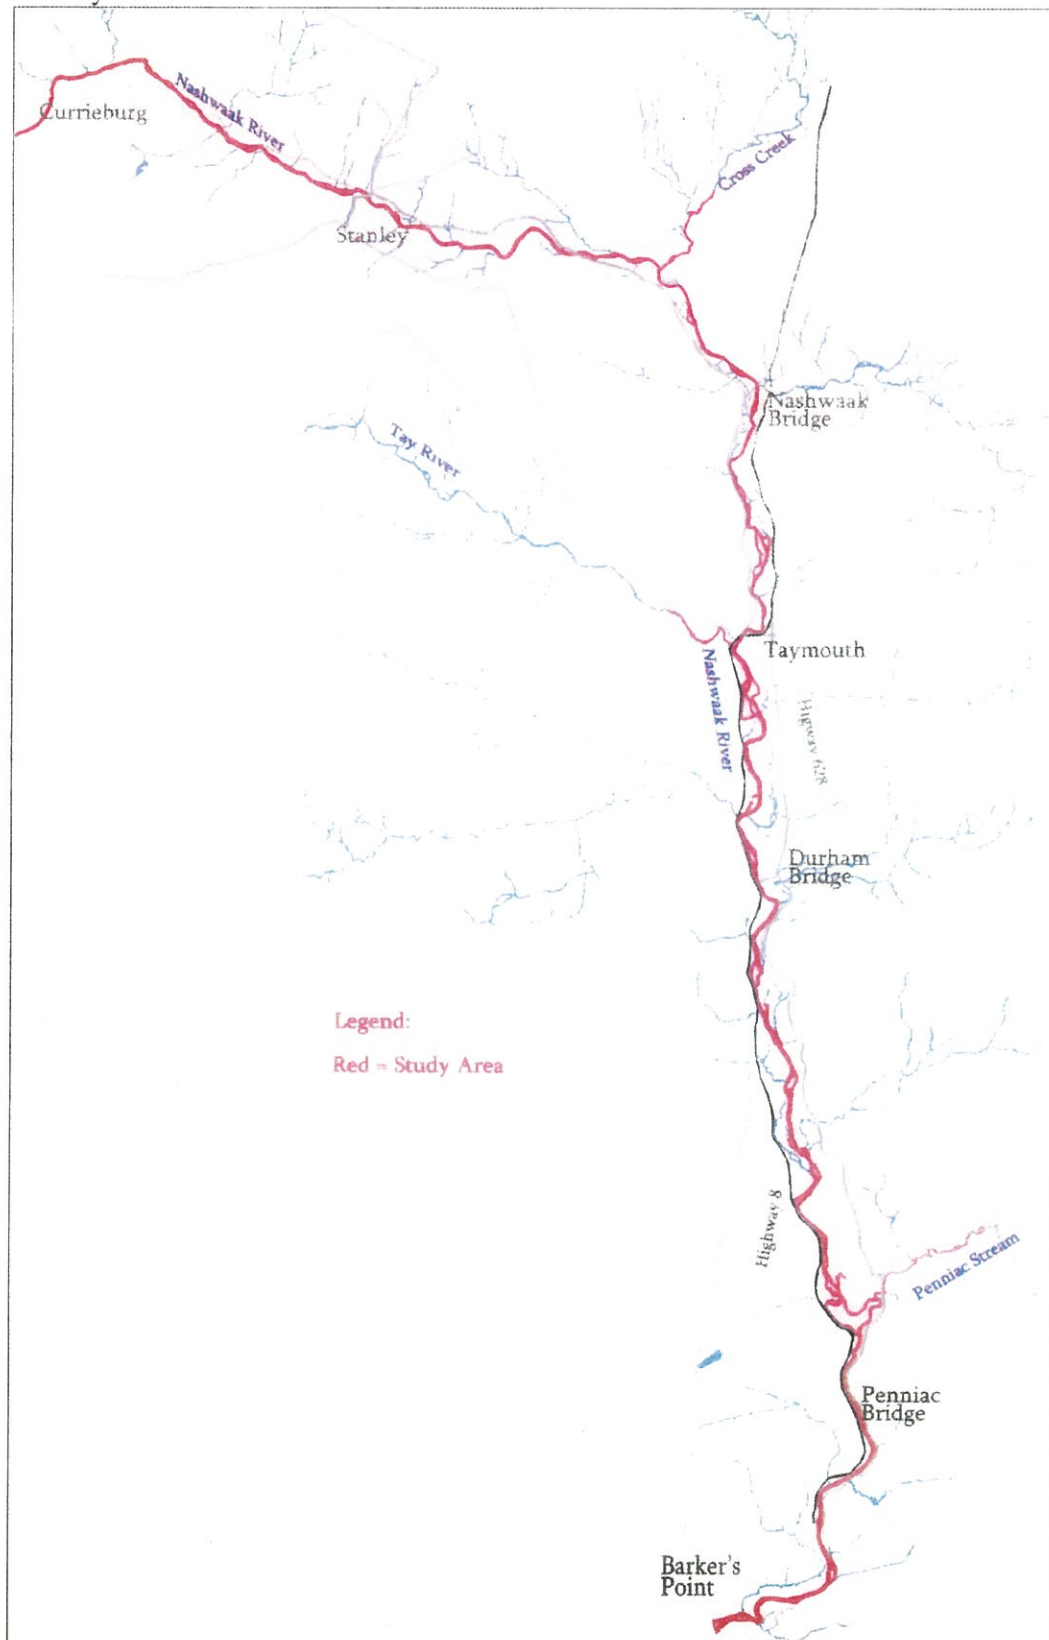 Nashwaak River
Currieburg
Cross Creek
Stanley
Nashwaak
Bridge
Tay River
Taymouth
Nashwaak River
Higway 628
Durham
Bridge
Legend:
Red = Study Area
Highway 8
Penniac Stream
Penniac
Bridge
Barker's
Point